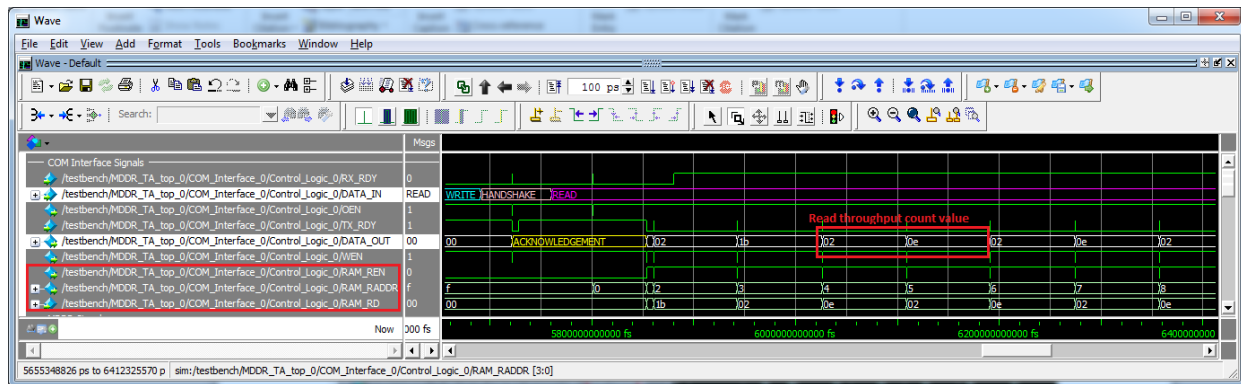 Wave
File Edit View Add Format Tools Bookmarks Window Help
Wave - Default
100 ps
Search:
Msgs
COM Interface Signals
/testbench/MDDR_TA_top_0/COM_Interface_0/Control_Logic_0/RX_RDY 0
/testbench/MDDR_TA_top_0/COM_Interface_0/Control_Logic_0/DATA_IN READ WRITE HANDSHAKE READ
/testbench/MDDR_TA_top_0/COM_Interface_0/Control_Logic_0/OEN 1
/testbench/MDDR_TA_top_0/COM_Interface_0/Control_Logic_0/TX_RDY 1 Read throughput count value
/testbench/MDDR_TA_top_0/COM_Interface_0/Control_Logic_0/DATA_OUT 00 00 ACKNOWLEDGEMENT 02 1b 02 0e 02 0e 02
/testbench/MDDR_TA_top_0/COM_Interface_0/Control_Logic_0/WEN 1
/testbench/MDDR_TA_top_0/COM_Interface_0/Control_Logic_0/RAM_REN 0
/testbench/MDDR_TA_top_0/COM_Interface_0/Control_Logic_0/RAM_RADDR f f 0 2 3 4 5 6 7 8
/testbench/MDDR_TA_top_0/COM_Interface_0/Control_Logic_0/RAM_RD 00 00 1b 02 0e 02 0e 02 0e
Now 000 fs 5800000000000 fs 6000000000000 fs 6200000000000 fs 6400000000
5655348826 ps to 6412325570 p sim:/testbench/MDDR_TA_top_0/COM_Interface_0/Control_Logic_0/RAM_RADDR [3:0]